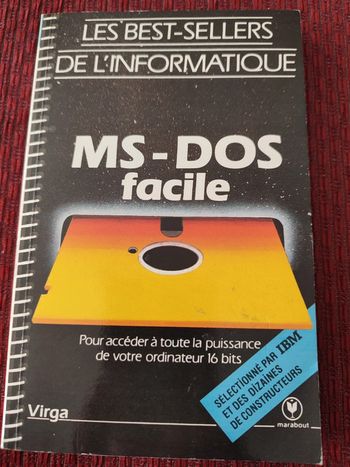 LES BEST-SELLERS
DE L'INFORMATIQUE
MS-DOS
facile
Pour accéder à toute la puissance
de votre ordinateur 16 bits
SÉLECTIONNÉ PAR IBM
ET DES DIZAINES
DE CONSTRUCTEURS
Virga
marabout